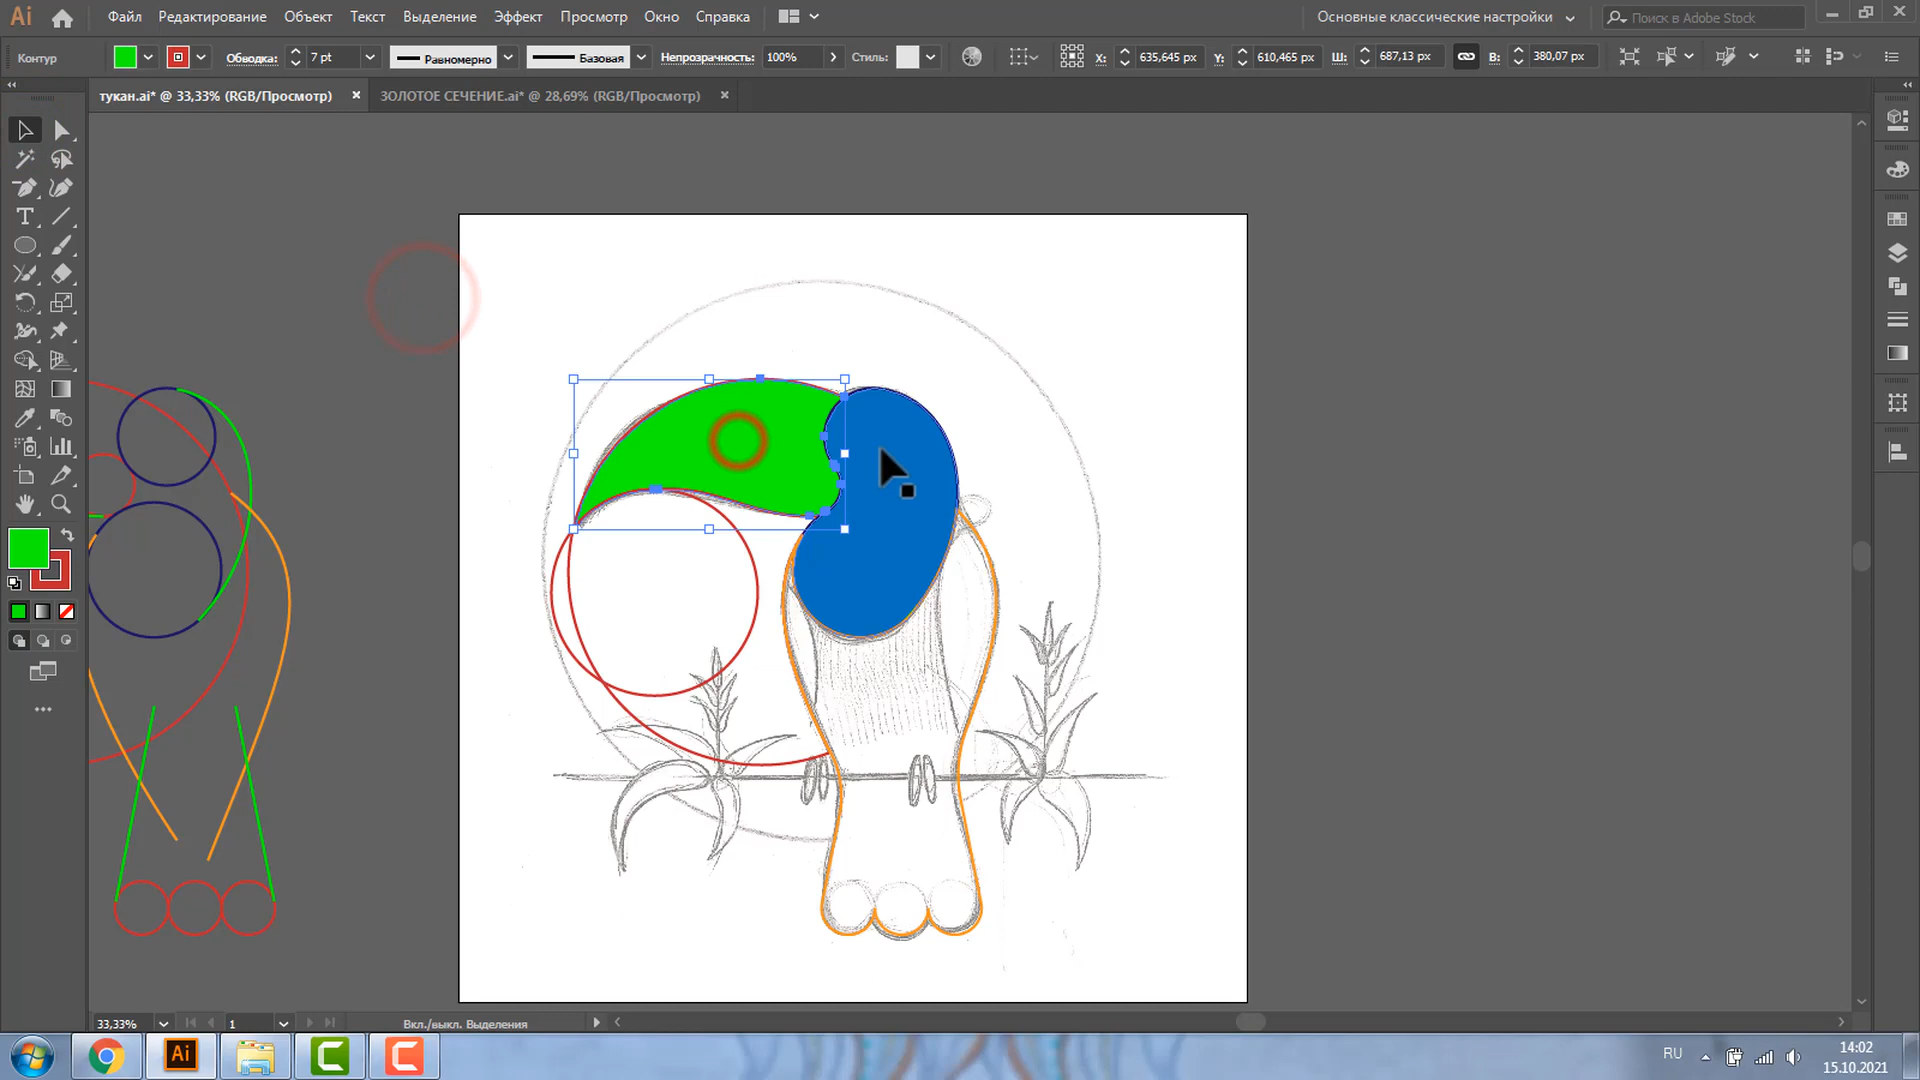 Ai Файл Редактирование Объект Текст Выделение Эффект Просмотр Окно Справка Основные классические настройки Поиск в Adobe Stock
Контур Обводка: 7 pt Равномерно Базовая Непрозрачность: 100% Стиль: X: 635,645 px Y: 610,465 px Ш: 687,13 px В: 380,07 px
тукан.ai* @ 33,33% (RGB/Просмотр) ЗОЛОТОЕ СЕЧЕНИЕ.ai* @ 28,69% (RGB/Просмотр)
33,33% 1 Вкл./выкл. Выделения
Ai RU 14:02
15.10.2021